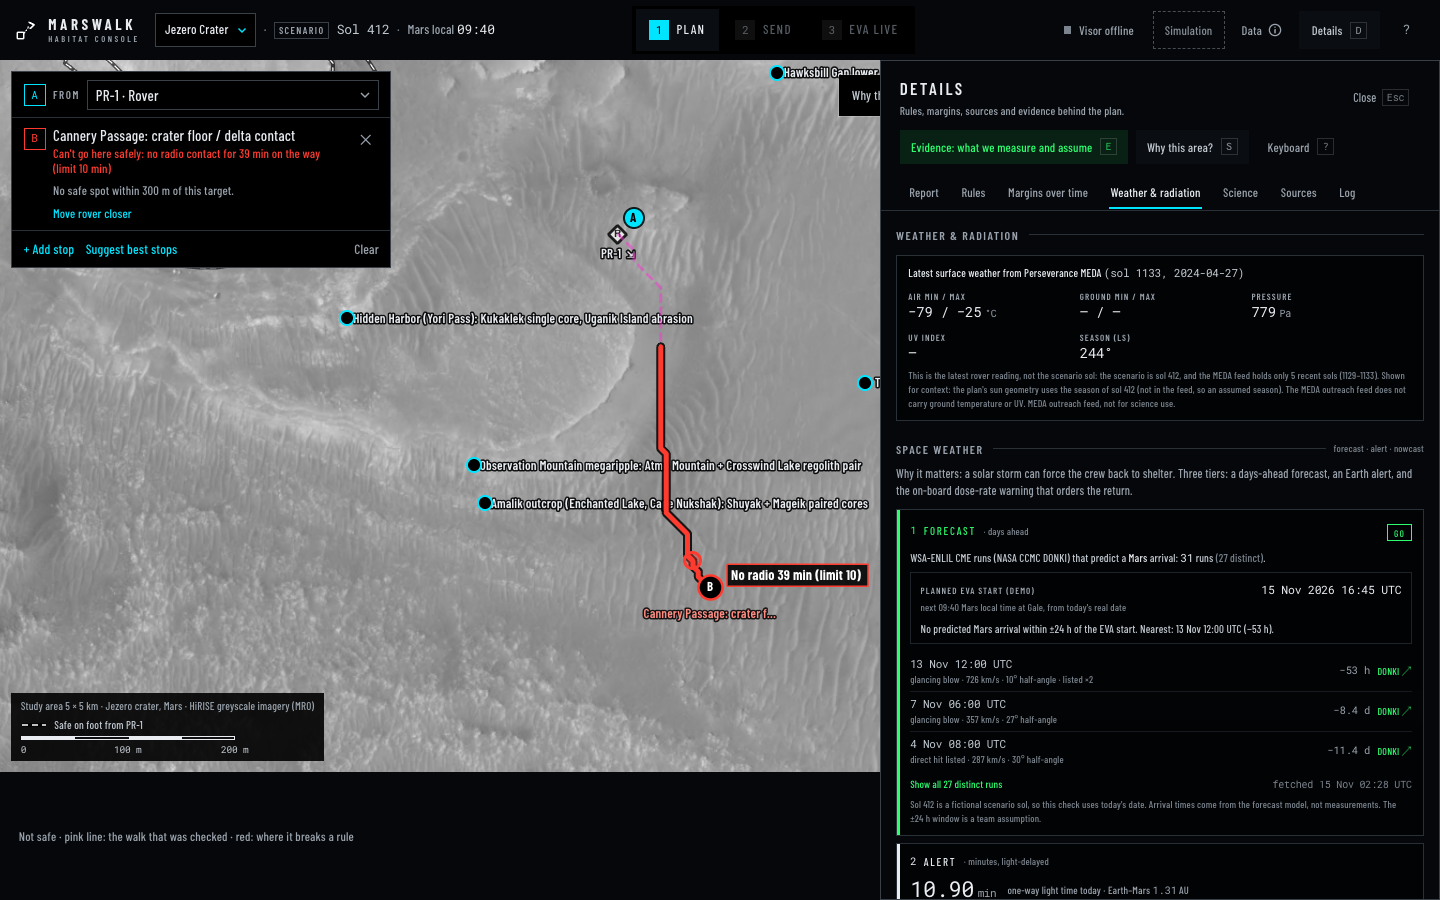 MARSWALK
HABITAT CONSOLE
Jezero Crater
· SCENARIO Sol 412 · Mars local 09:40
1 PLAN
2 SEND
3 EVA LIVE
Visor offline
Simulation
Data
Details D
?
A FROM PR-1 · Rover
B Cannery Passage: crater floor / delta contact
Can't go here safely: no radio contact for 39 min on the way
(limit 10 min)
No safe spot within 300 m of this target.
Move rover closer
+ Add stop Suggest best stops Clear
Hawksbill Gap lower
Why th
A
R
PR-1
Hidden Harbor (Yori Pass): Kukaklek single core, Uganik Island abrasion
T
Observation Mountain megaripple: Atm Mountain + Crosswind Lake regolith pair
Amalik outcrop (Enchanted Lake, Ca e Nukshak): Shuyak + Mageik paired cores
No radio 39 min (limit 10)
B
Cannery Passage: crater f...
Study area 5 × 5 km · Jezero crater, Mars · HiRISE greyscale imagery (MRO)
Safe on foot from PR-1
0 100 m 200 m
Not safe · pink line: the walk that was checked · red: where it breaks a rule
DETAILS
Rules, margins, sources and evidence behind the plan.
Close Esc
Evidence: what we measure and assume E
Why this area? S
Keyboard ?
Report Rules Margins over time Weather & radiation Science Sources Log
WEATHER & RADIATION
Latest surface weather from Perseverance MEDA (sol 1133, 2024-04-27)
AIR MIN / MAX GROUND MIN / MAX PRESSURE
−79 / −25 °C — / — 779 Pa
UV INDEX SEASON (LS)
— 244°
This is the latest rover reading, not the scenario sol: the scenario is sol 412, and the MEDA feed holds only 5 recent sols (1129–1133). Shown
for context: the plan's sun geometry uses the season of sol 412 (not in the feed, so an assumed season). The MEDA outreach feed does not
carry ground temperature or UV. MEDA outreach feed, not for science use.
SPACE WEATHER forecast · alert · nowcast
Why it matters: a solar storm can force the crew back to shelter. Three tiers: a days-ahead forecast, an Earth alert, and
the on-board dose-rate warning that orders the return.
1 FORECAST · days ahead GO
WSA-ENLIL CME runs (NASA CCMC DONKI) that predict a Mars arrival: 31 runs (27 distinct).
PLANNED EVA START (DEMO) 15 Nov 2026 16:45 UTC
next 09:40 Mars local time at Gale, from today's real date
No predicted Mars arrival within ±24 h of the EVA start. Nearest: 13 Nov 12:00 UTC (−53 h).
13 Nov 12:00 UTC −53 h DONKI ↗
glancing blow · 726 km/s · 10° half-angle · listed ×2
7 Nov 06:00 UTC −8.4 d DONKI ↗
glancing blow · 357 km/s · 27° half-angle
4 Nov 08:00 UTC −11.4 d DONKI ↗
direct hit listed · 287 km/s · 30° half-angle
Show all 27 distinct runs fetched 15 Nov 02:28 UTC
Sol 412 is a fictional scenario sol, so this check uses today's date. Arrival times come from the forecast model, not measurements. The
±24 h window is a team assumption.
2 ALERT · minutes, light-delayed
10.90 min one-way light time today · Earth–Mars 1.31 AU